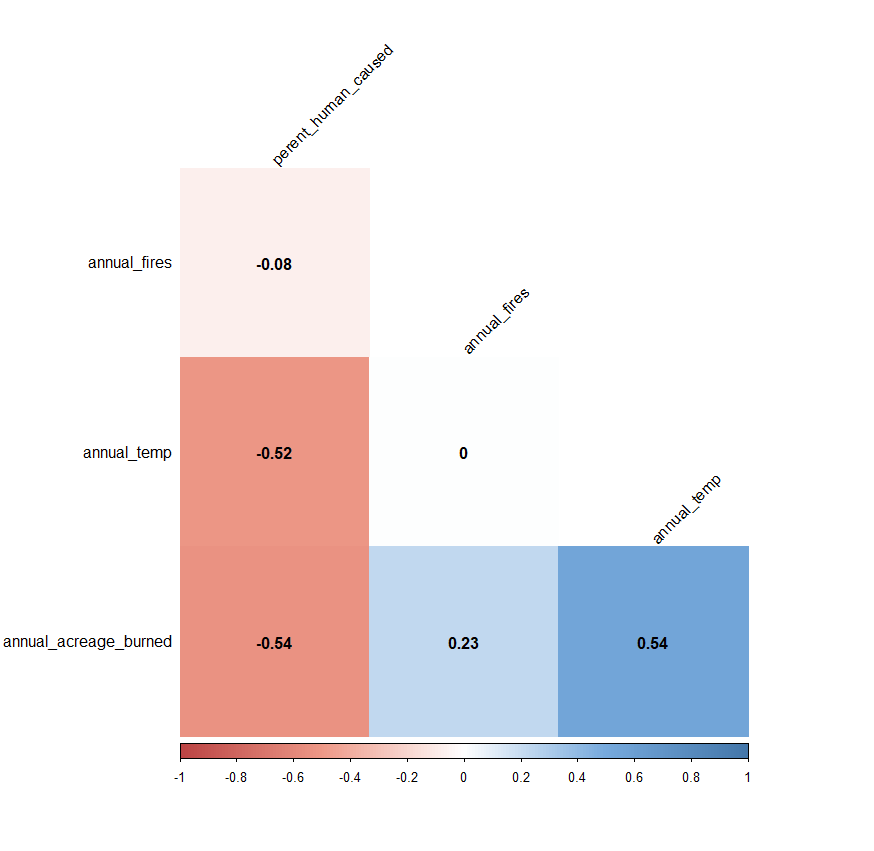 perent_human_caused
annual_fires
-0.08
annual_fires
annual_temp
-0.52
0
annual_temp
annual_acreage_burned
-0.54
0.23
0.54
-1
-0.8
-0.6
-0.4
-0.2
0
0.2
0.4
0.6
0.8
1